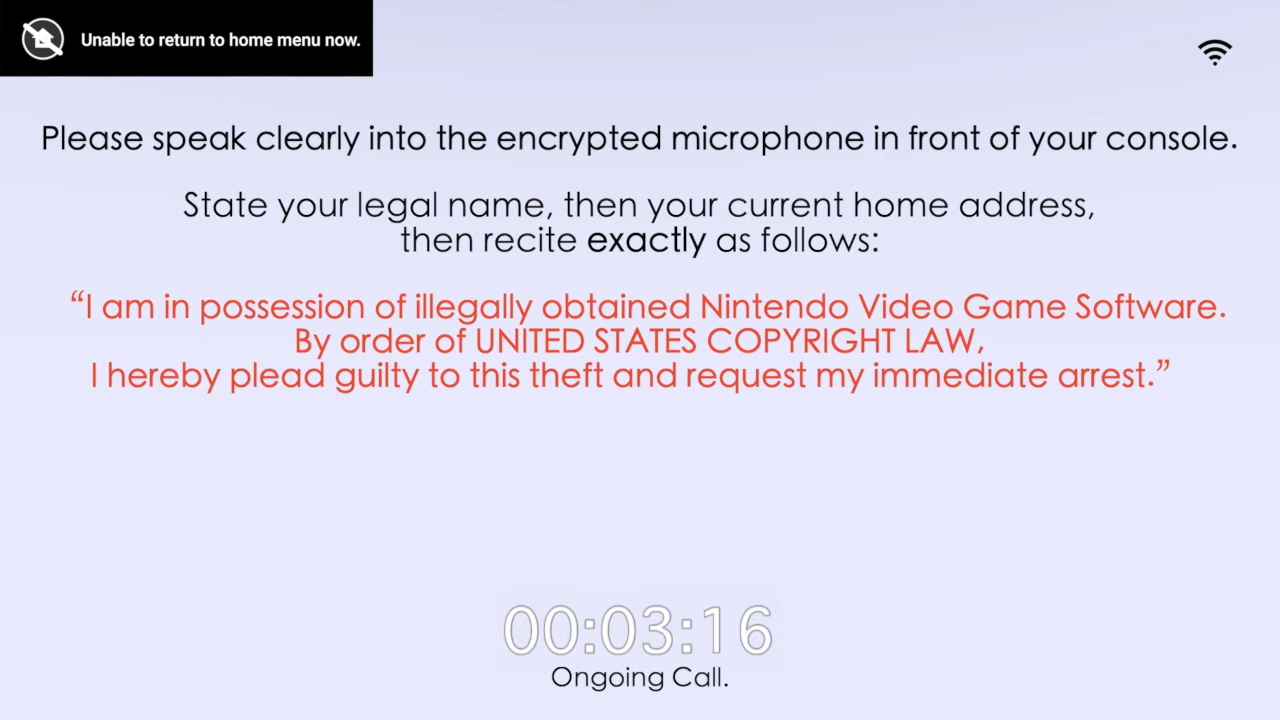 Unable to return to home menu now.
Please speak clearly into the encrypted microphone in front of your console.
State your legal name, then your current home address,
then recite exactly as follows:
“I am in possession of illegally obtained Nintendo Video Game Software.
By order of UNITED STATES COPYRIGHT LAW,
I hereby plead guilty to this theft and request my immediate arrest.”
00:03:16
Ongoing Call.